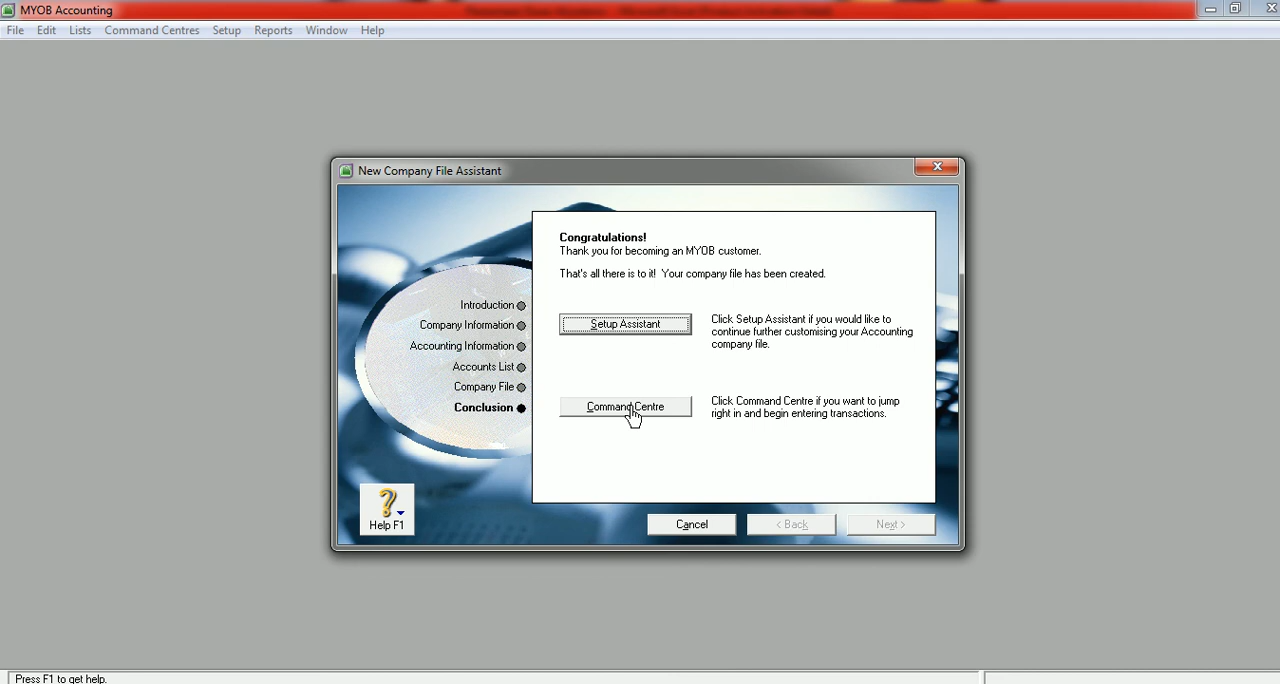 MYOB Accounting
File Edit Lists Command Centres Setup Reports Window Help
New Company File Assistant
Congratulations!
Thank you for becoming an MYOB customer.
That's all there is to it! Your company file has been created.
Introduction
Company Information
Accounting Information
Accounts List
Company File
Conclusion
Setup Assistant
Click Setup Assistant if you would like to
continue further customising your Accounting
company file.
Command Centre
Click Command Centre if you want to jump
right in and begin entering transactions.
Help F1
Cancel
< Back
Next >
Press F1 to get help.